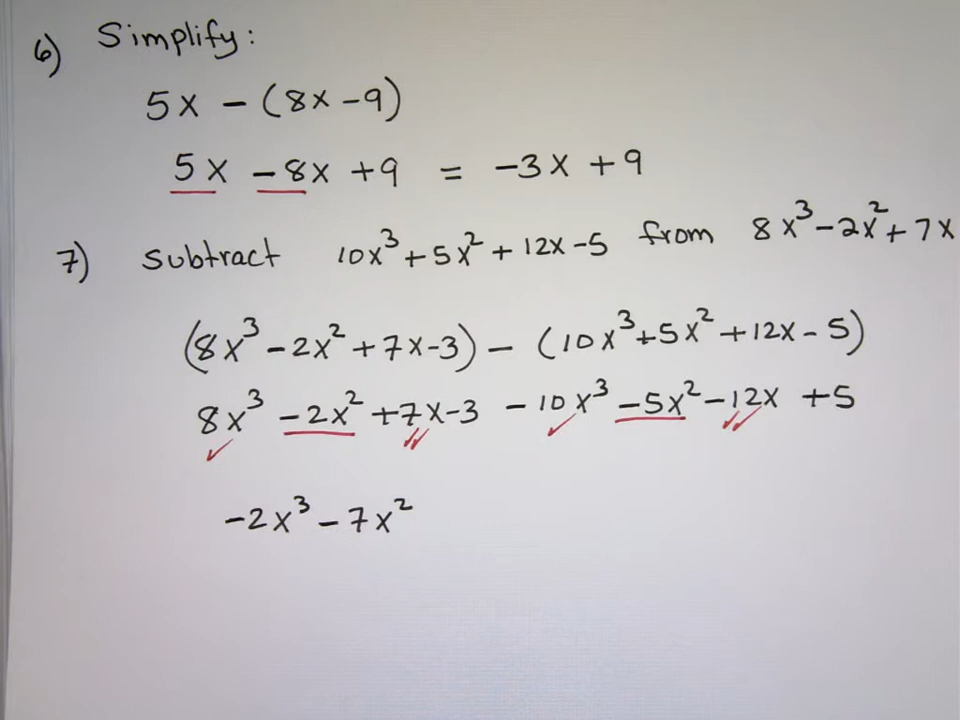 6) Simplify:
5x - (8x - 9)
5x - 8x + 9 = -3x + 9
7) subtract 10x³ + 5x² + 12x - 5 from 8x³ - 2x² + 7x
(8x³ - 2x² + 7x - 3) - (10x³ + 5x² + 12x - 5)
8x³ - 2x² + 7x - 3 - 10x³ - 5x² - 12x + 5
-2x³ - 7x²